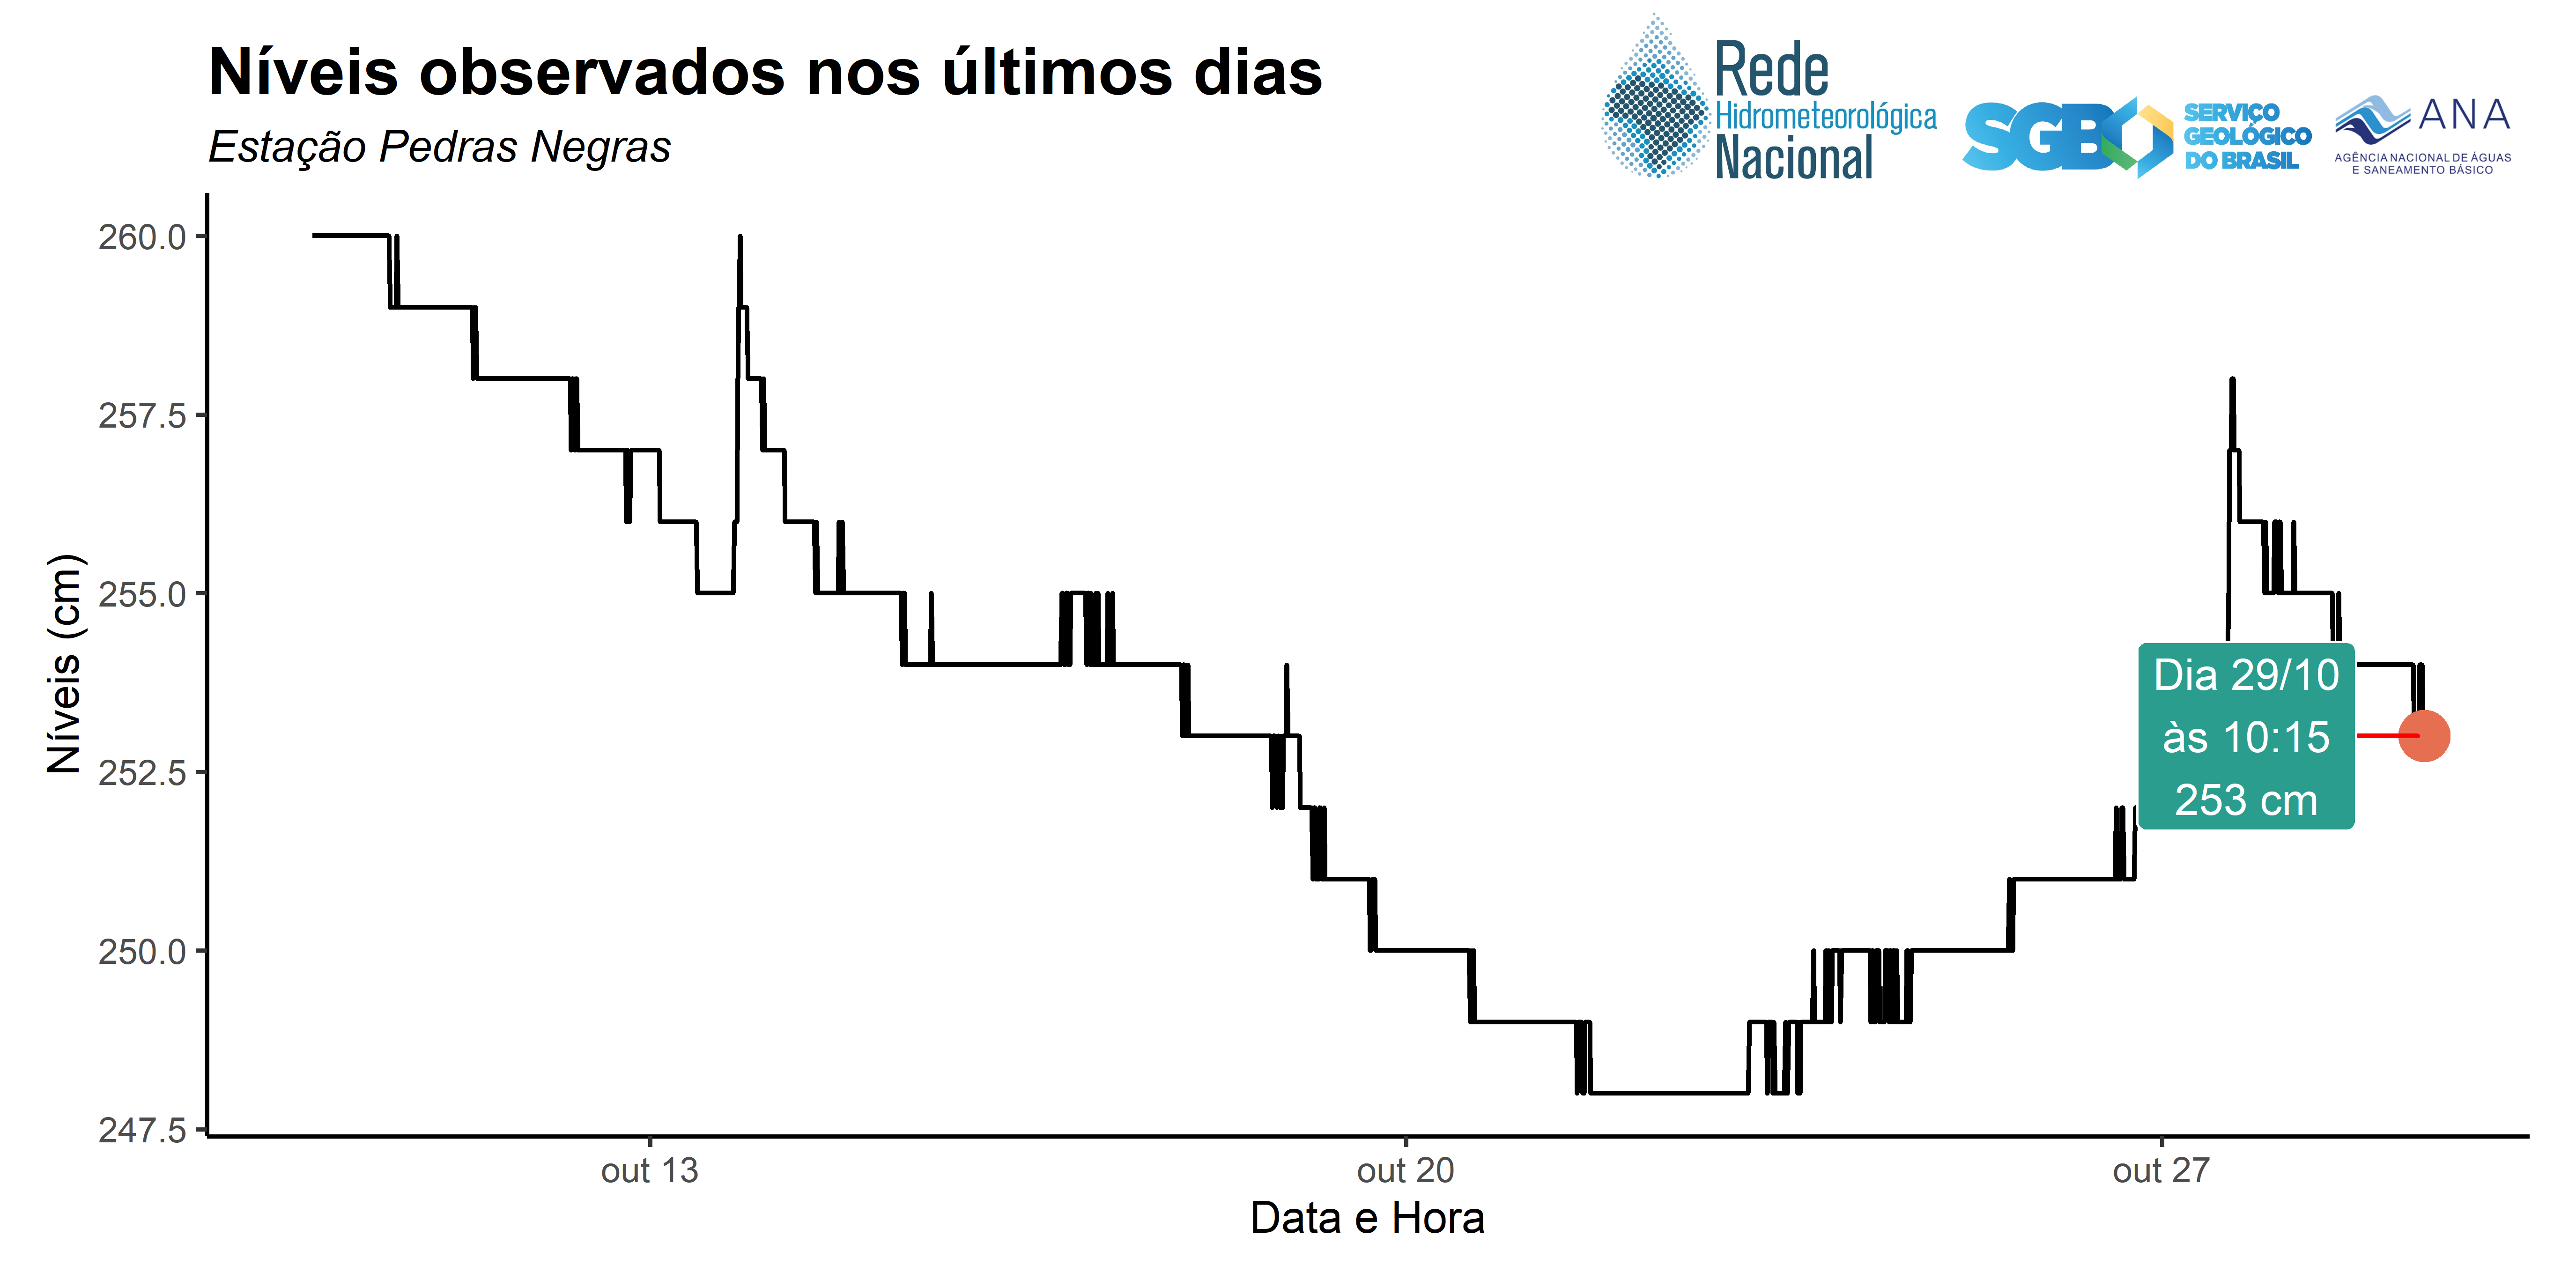 Níveis observados nos últimos dias
Estação Pedras Negras
Rede
Hidrometeorológica
Nacional
SGB
SERVIÇO
GEOLÓGICO
DO BRASIL
ANA
AGÊNCIA NACIONAL DE ÁGUAS
E SANEAMENTO BÁSICO
Níveis (cm)
260.0
257.5
255.0
252.5
250.0
247.5
Dia 29/10
às 10:15
253 cm
out 13
out 20
out 27
Data e Hora